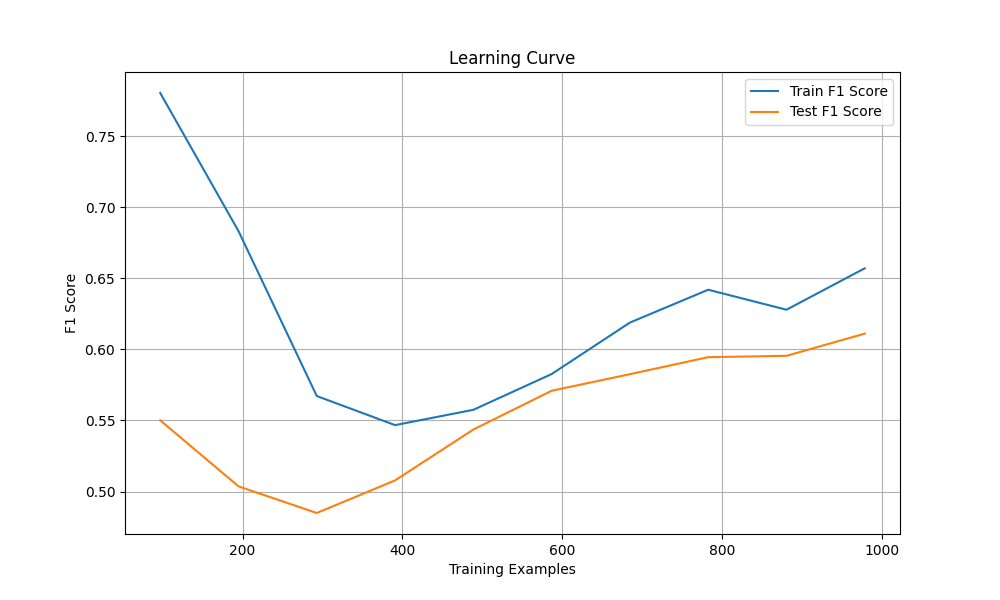 Learning Curve
Train F1 Score
Test F1 Score
F1 Score
0.75
0.70
0.65
0.60
0.55
0.50
200 400 600 800 1000
Training Examples